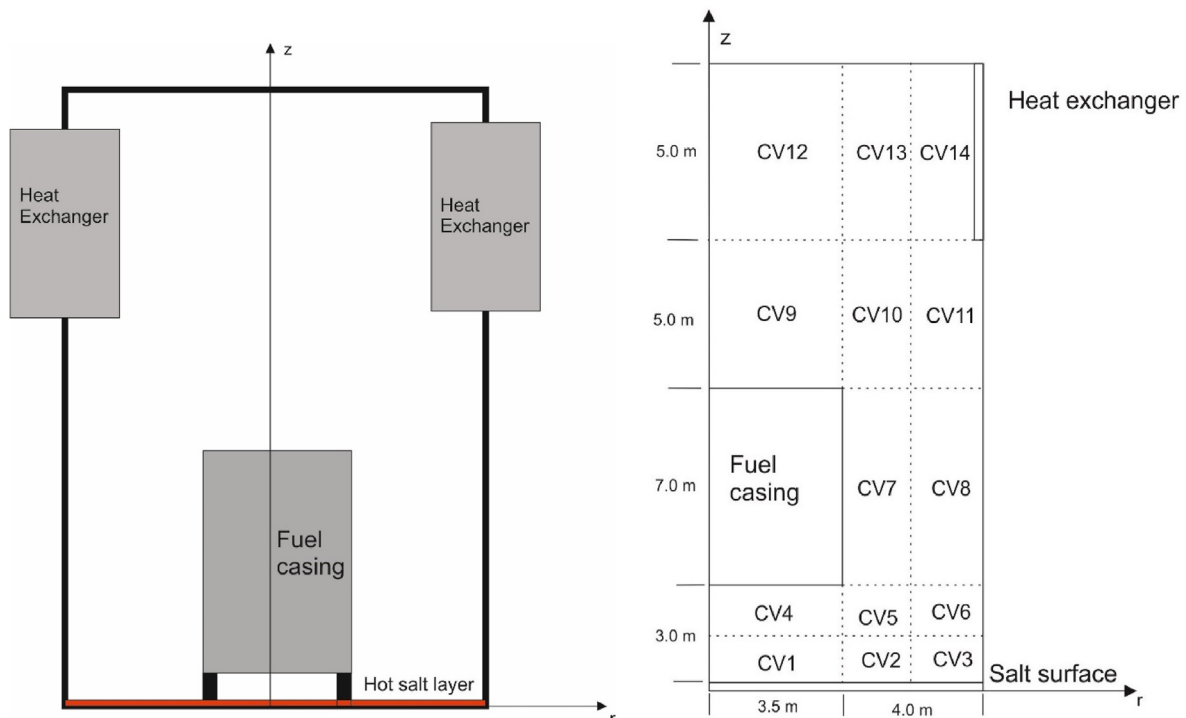 z
Heat
Exchanger
Heat
Exchanger
Fuel
casing
Hot salt layer
r
z
Heat exchanger
5.0 m
CV12
CV13
CV14
5.0 m
CV9
CV10
CV11
Fuel
casing
7.0 m
CV7
CV8
CV4
CV5
CV6
3.0 m
CV1
CV2
CV3
Salt surface
r
3.5 m
4.0 m